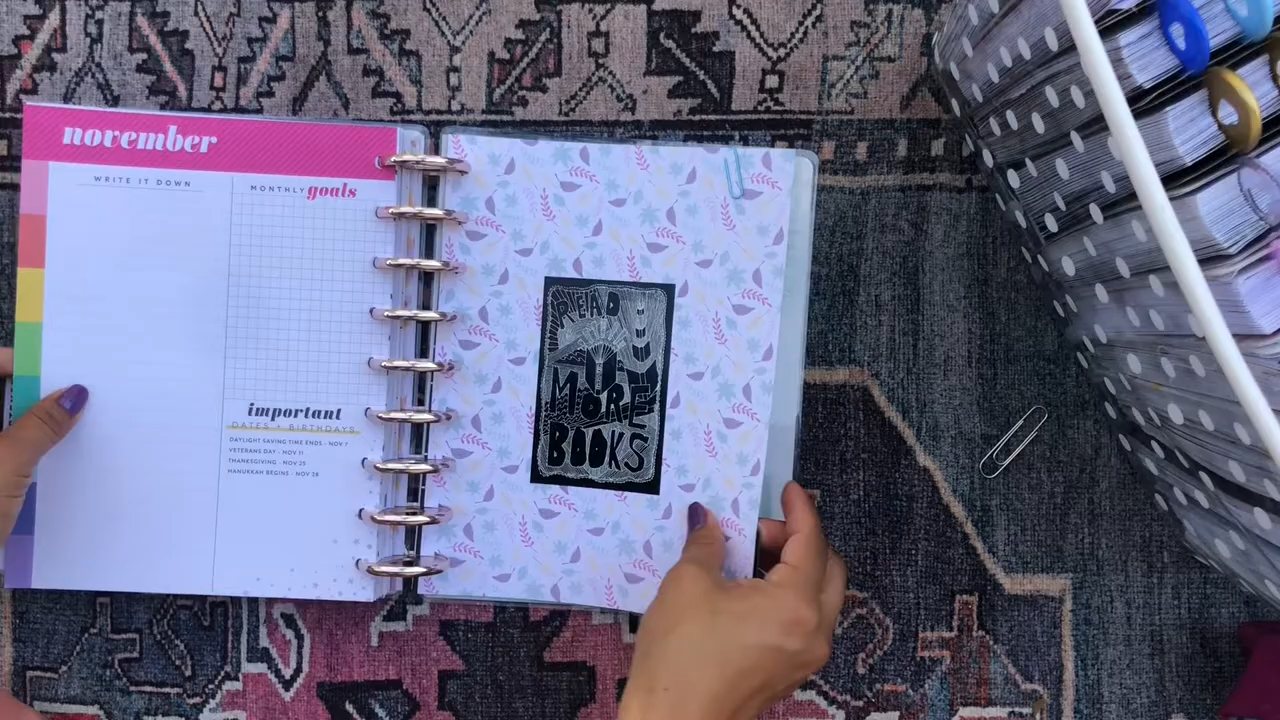 november
WRITE IT DOWN
MONTHLY goals
important
DATES + BIRTHDAYS
DAYLIGHT SAVING TIME ENDS - NOV 7
VETERANS DAY - NOV 11
THANKSGIVING - NOV 25
HANUKKAH BEGINS - NOV 28
READ
MORE
BOOKS